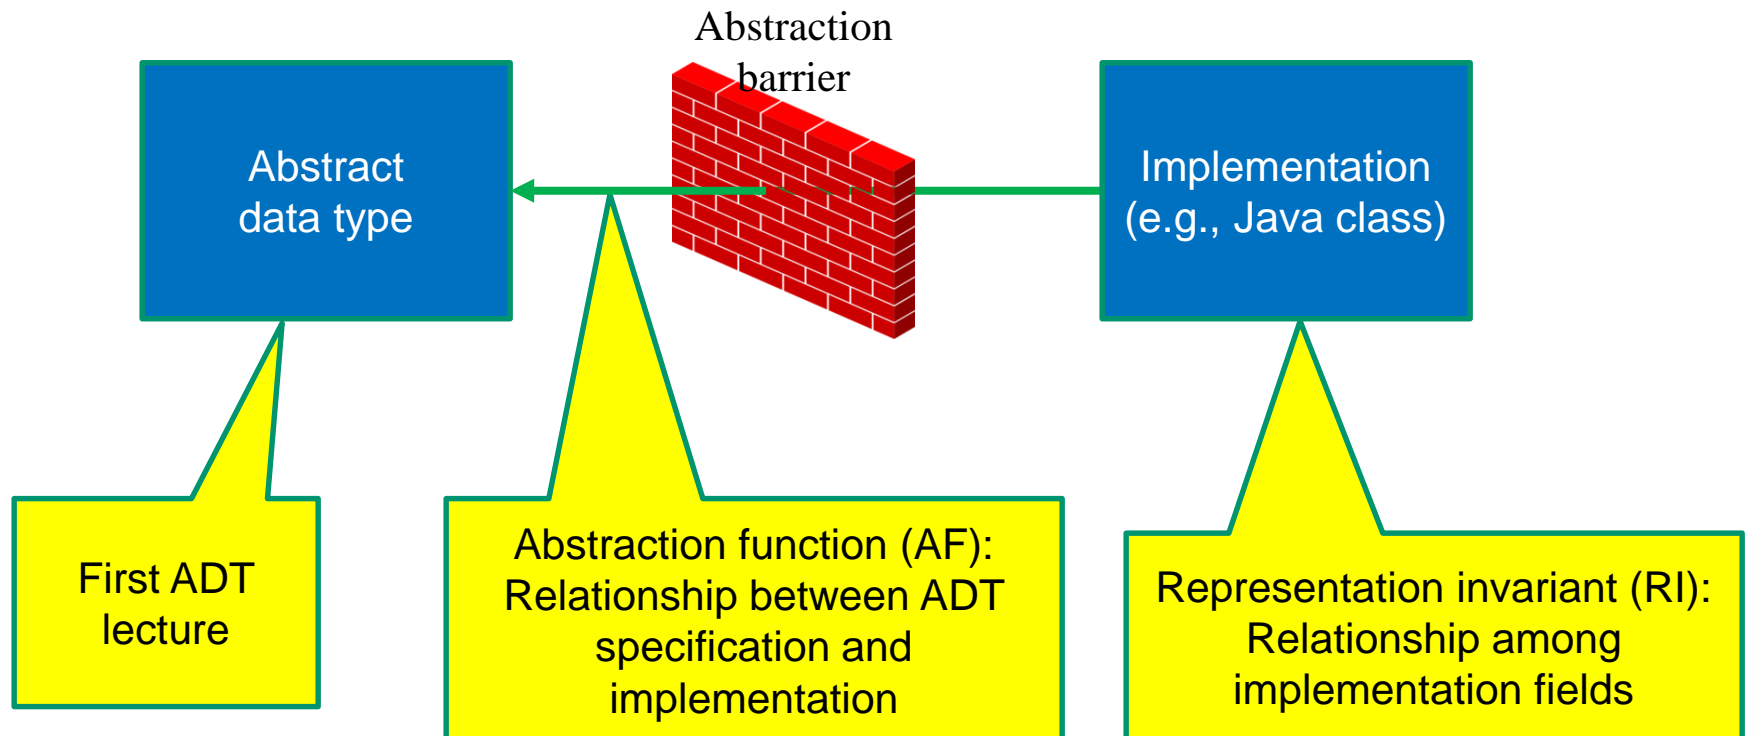 Abstraction
barrier
Abstract
data type
Implementation
(e.g., Java class)
First ADT
lecture
Abstraction function (AF):
Relationship between ADT
specification and
implementation
Representation invariant (RI):
Relationship among
implementation fields